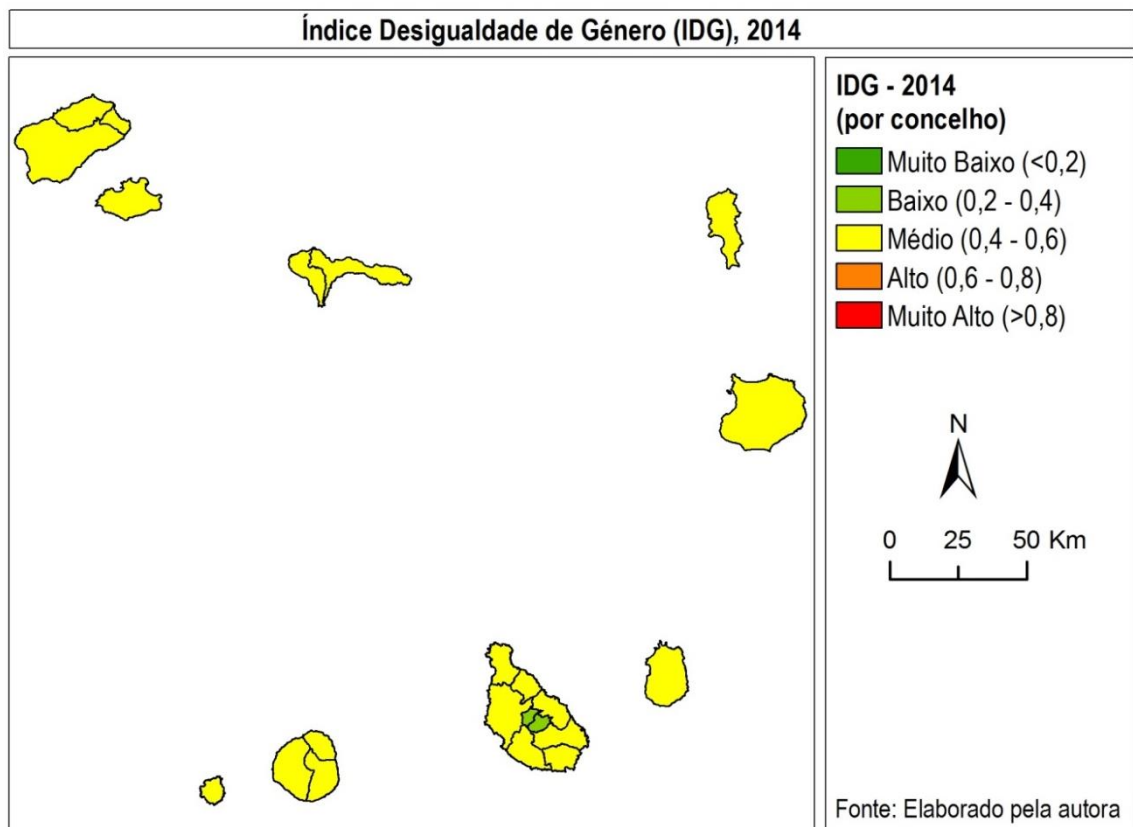 Índice Desigualdade de Género (IDG), 2014
IDG - 2014
(por concelho)
Muito Baixo (<0,2)
Baixo (0,2 - 0,4)
Médio (0,4 - 0,6)
Alto (0,6 - 0,8)
Muito Alto (>0,8)
N
0 25 50 Km
Fonte: Elaborado pela autora